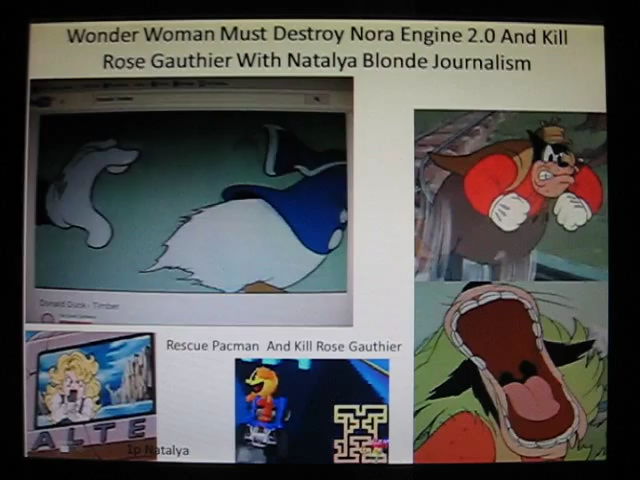 Wonder Woman Must Destroy Nora Engine 2.0 And Kill
Rose Gauthier With Natalya Blonde Journalism
Donald Duck - Timber
Rescue Pacman And Kill Rose Gauthier
ALTE
1p Natalya